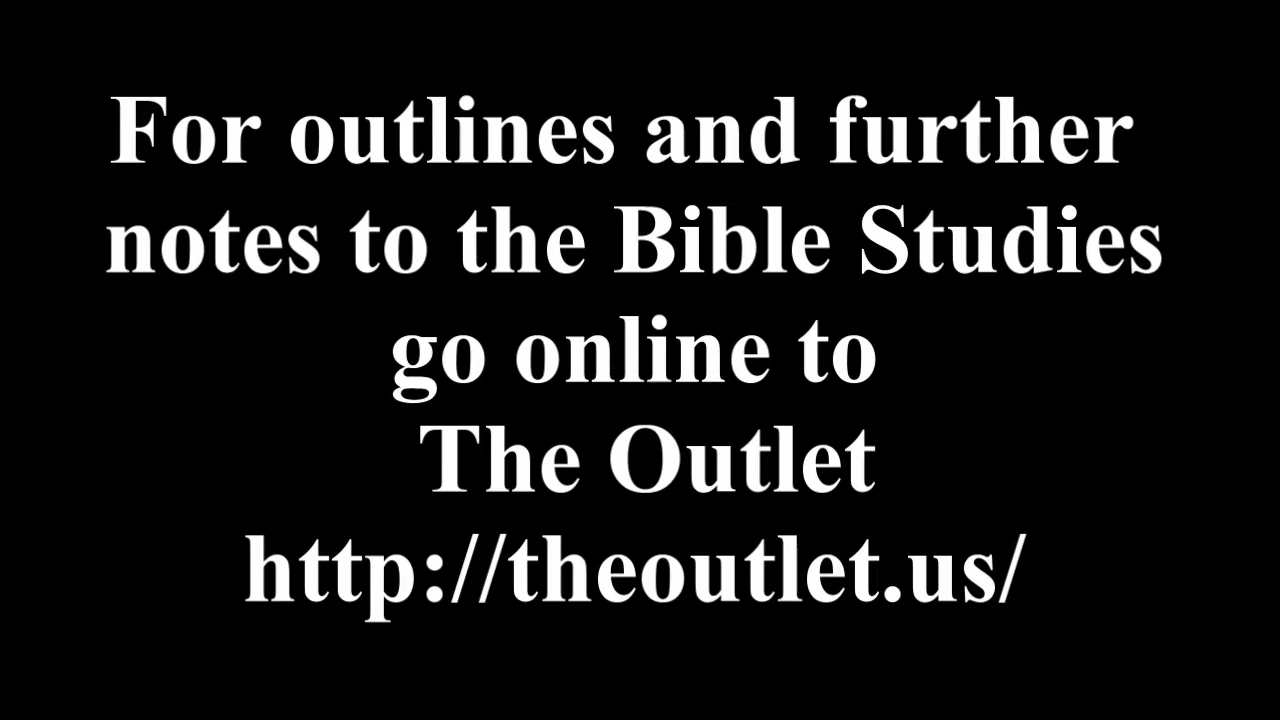 For outlines and further
notes to the Bible Studies
go online to
The Outlet
http://theoutlet.us/